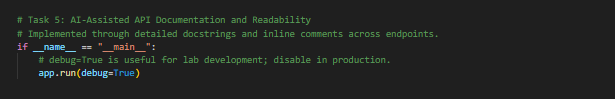 # Task 5: AI-Assisted API Documentation and Readability
# Implemented through detailed docstrings and inline comments across endpoints.
if __name__ == "__main__":
    # debug=True is useful for lab development; disable in production.
    app.run(debug=True)